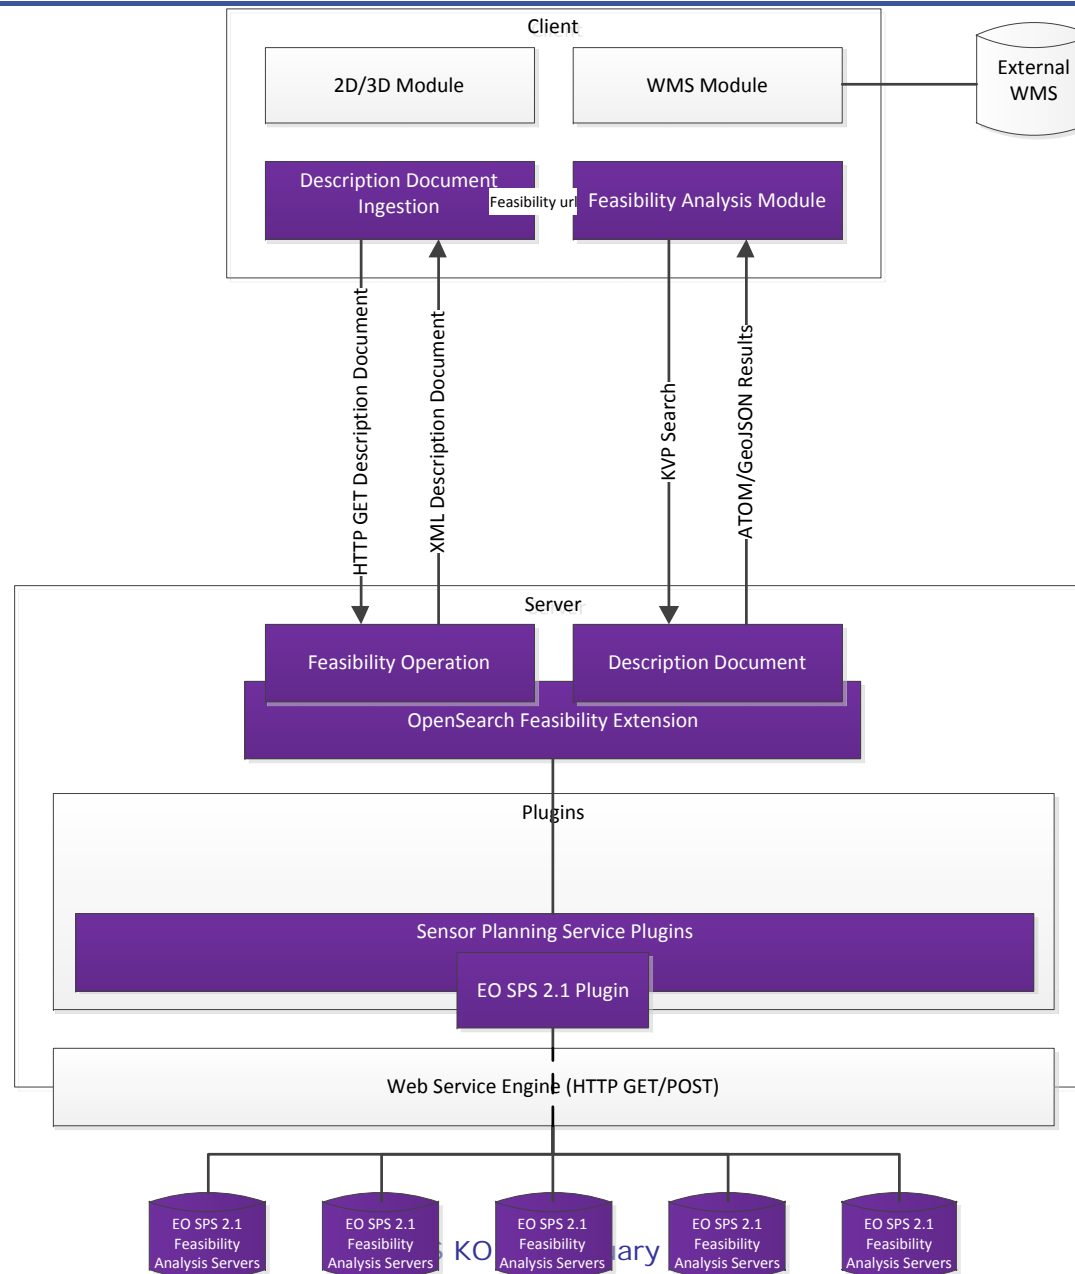 Client
2D/3D Module
WMS Module
External
WMS
Description Document
Ingestion
Feasibility url
Feasibility Analysis Module
HTTP GET Description Document
XML Description Document
KVP Search
ATOM/GeoJSON Results
Server
Feasibility Operation
Description Document
OpenSearch Feasibility Extension
Plugins
Sensor Planning Service Plugins
EO SPS 2.1 Plugin
Web Service Engine (HTTP GET/POST)
EO SPS 2.1
Feasibility
Analysis Servers
EO SPS 2.1
Feasibility
Analysis Servers
EO SPS 2.1
Feasibility
Analysis Servers
EO SPS 2.1
Feasibility
Analysis Servers
EO SPS 2.1
Feasibility
Analysis Servers
KO